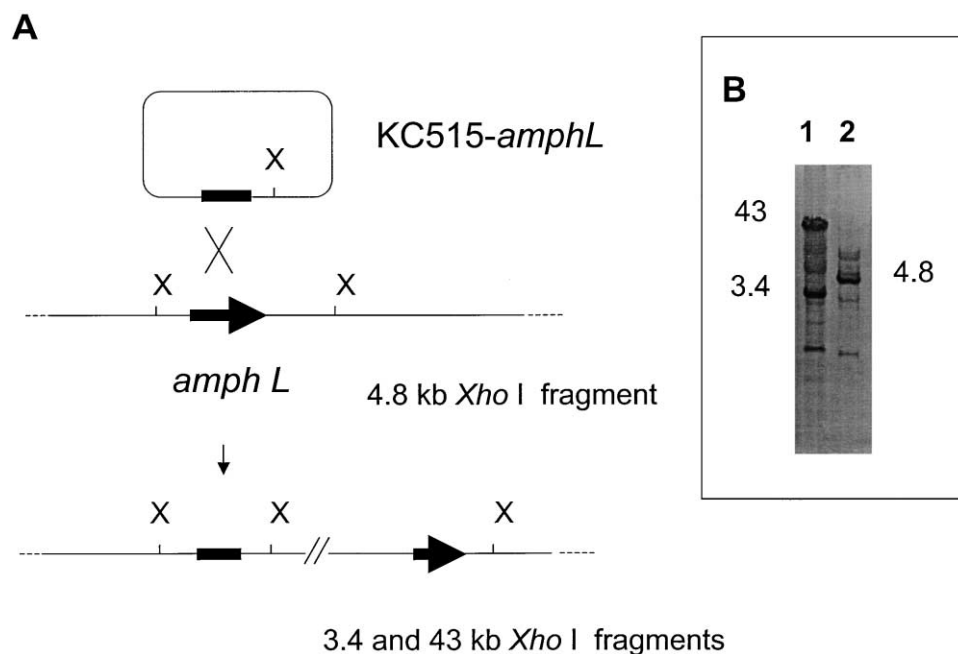 A
KC515-amphL
X
X X
amph L
4.8 kb Xho I fragment
X X X
3.4 and 43 kb Xho I fragments
B
1 2
43
3.4
4.8